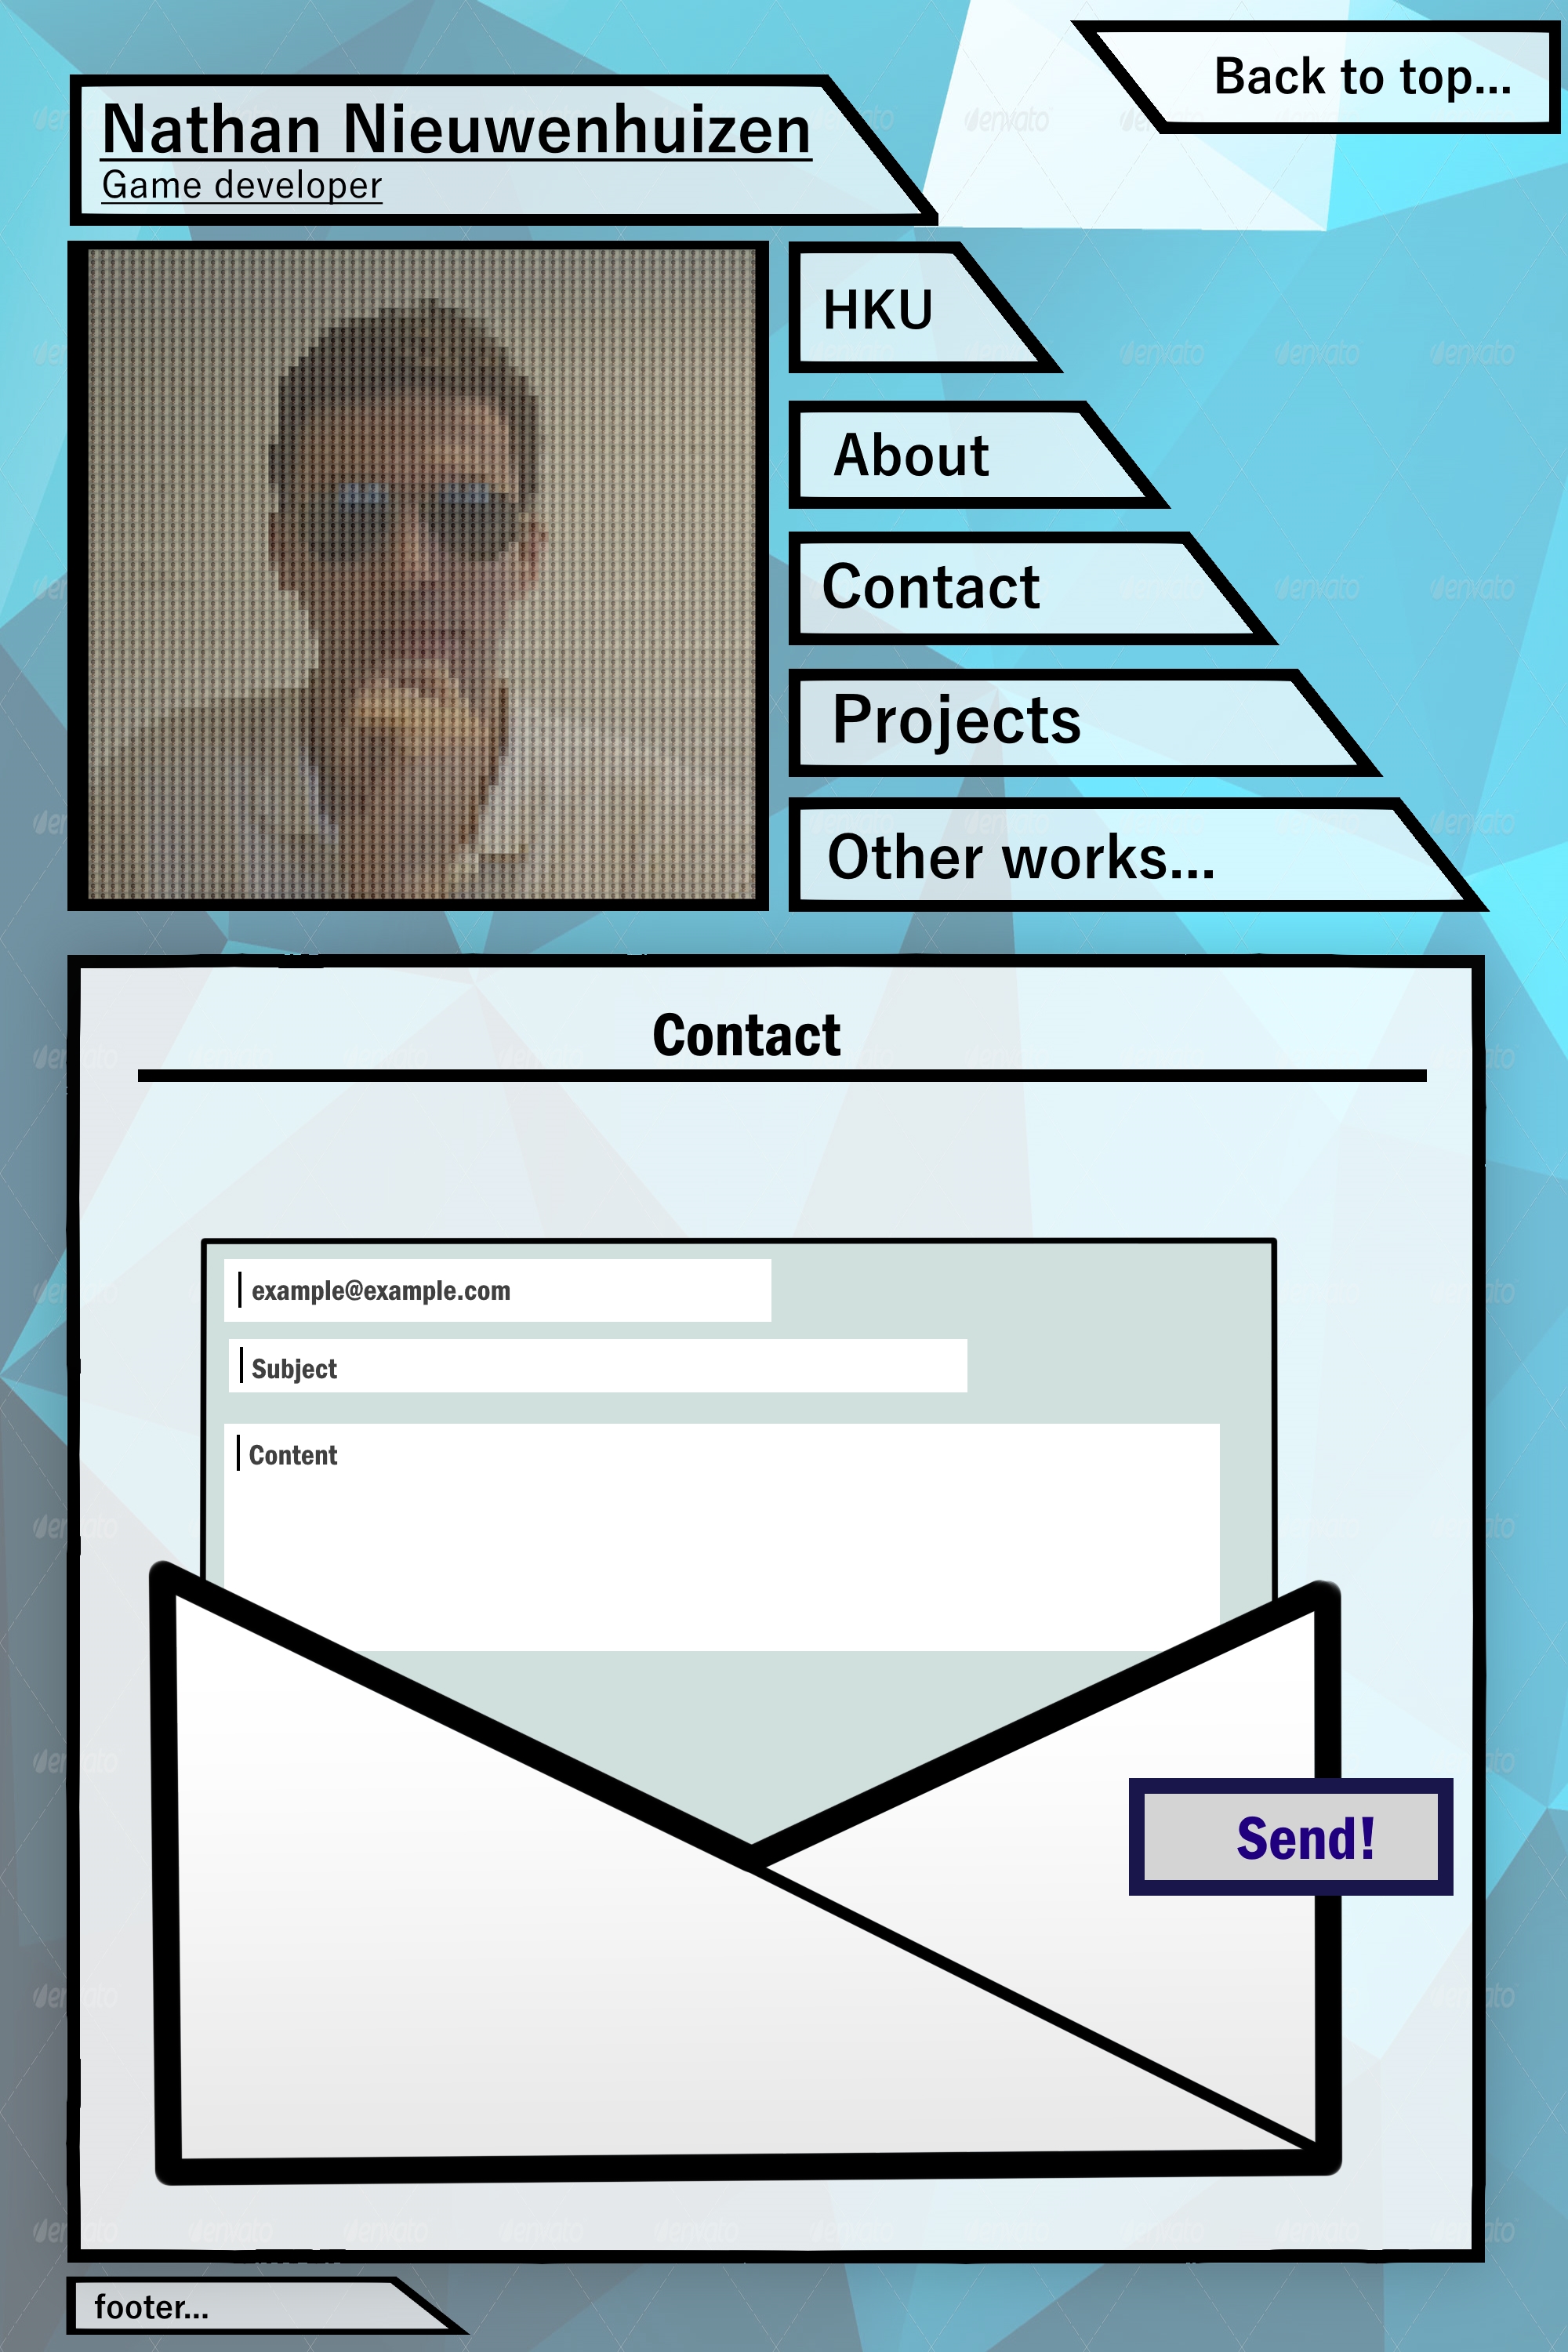 Back to top...
Nathan Nieuwenhuizen
Game developer
HKU
About
Contact
Projects
Other works...
Contact
example@example.com
Subject
Content
Send!
footer...
envato